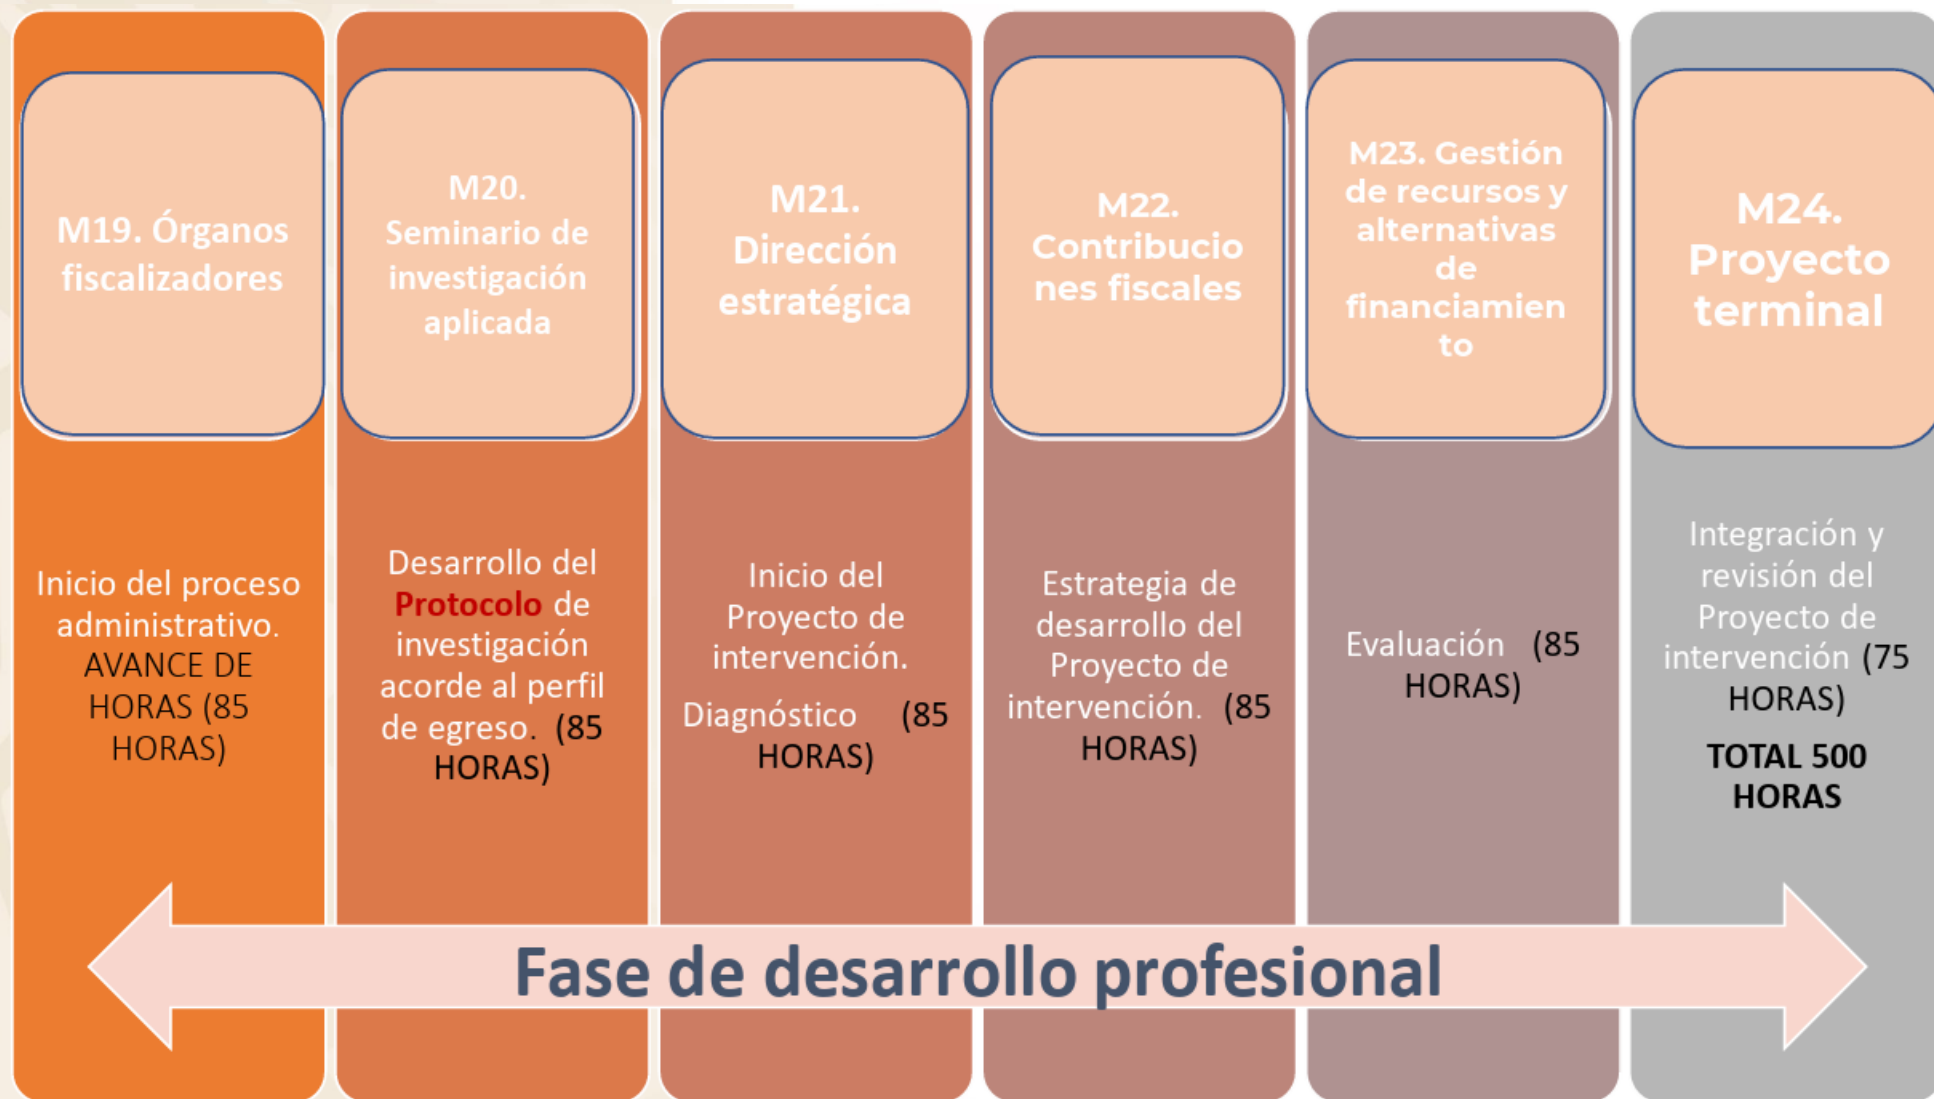 M19. Órganos
fiscalizadores
Inicio del proceso
administrativo.
AVANCE DE
HORAS (85
HORAS)
M20.
Seminario de
investigación
aplicada
Desarrollo del
Protocolo de
investigación
acorde al perfil
de egreso. (85
HORAS)
M21.
Dirección
estratégica
Inicio del
Proyecto de
intervención.
Diagnóstico (85
HORAS)
M22.
Contribucio
nes fiscales
Estrategia de
desarrollo del
Proyecto de
intervención. (85
HORAS)
M23. Gestión
de recursos y
alternativas
de
financiamien
to
Evaluación (85
HORAS)
M24.
Proyecto
terminal
Integración y
revisión del
Proyecto de
intervención (75
HORAS)
TOTAL 500
HORAS
Fase de desarrollo profesional